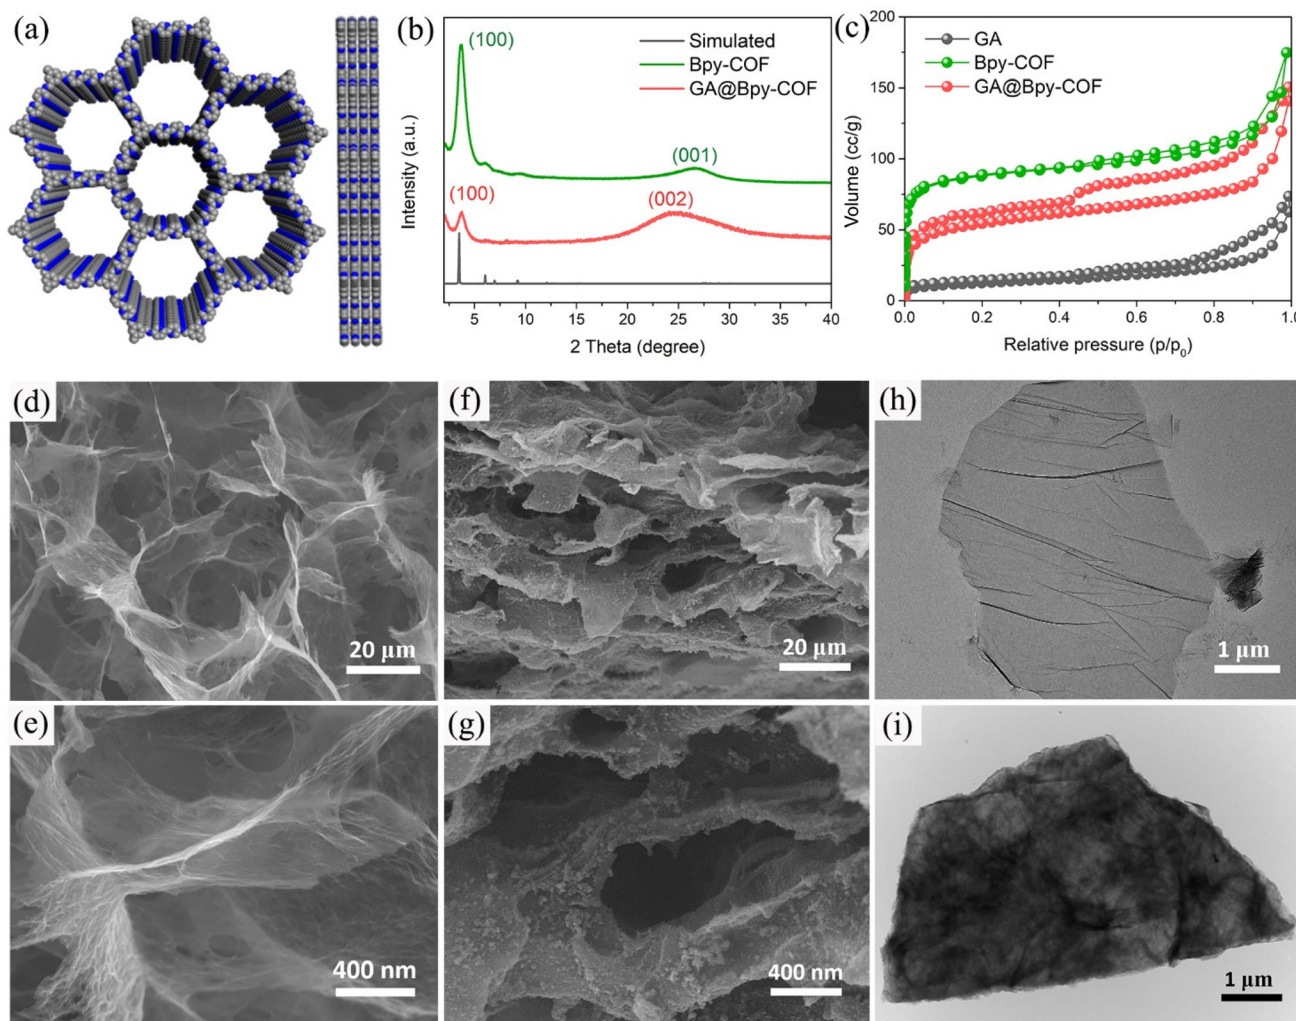 (a)
(b)
(100)
Simulated
Bpy-COF
GA@Bpy-COF
(001)
(100)
(002)
Intensity (a.u.)
5 10 15 20 25 30 35 40
2 Theta (degree)
(c)
200
150
100
50
0
GA
Bpy-COF
GA@Bpy-COF
Volume (cc/g)
0.0 0.2 0.4 0.6 0.8 1.0
Relative pressure (p/p₀)
(d)
20 μm
(f)
20 μm
(h)
1 μm
(e)
400 nm
(g)
400 nm
(i)
1 μm